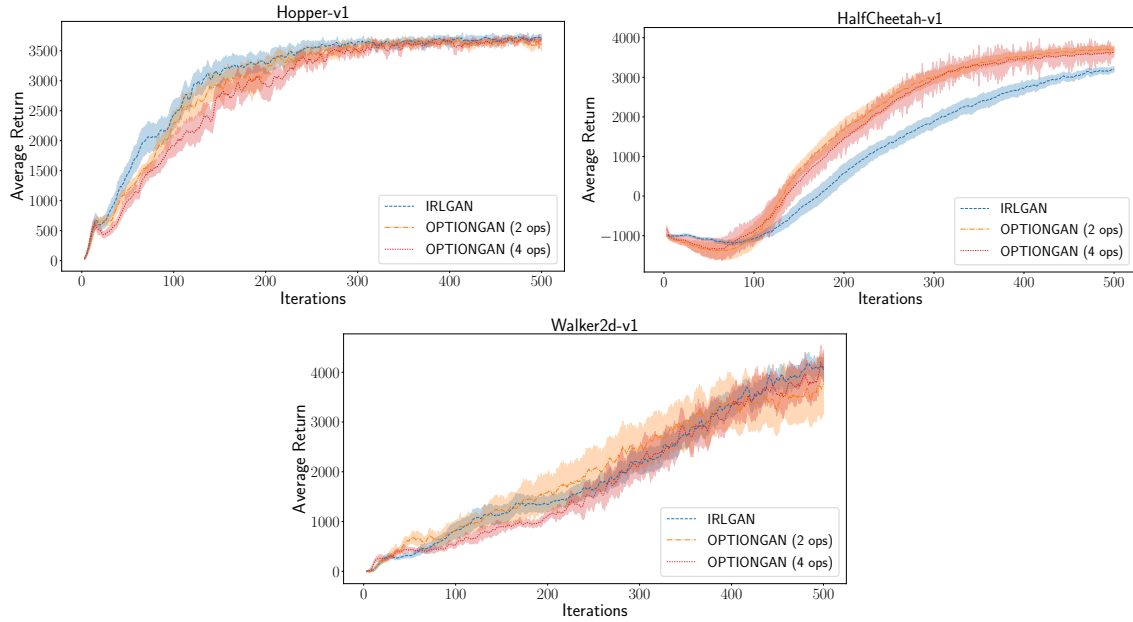 Hopper-v1
3500
3000
2500
2000
1500
1000
500
0
Average Return
0
100
200
300
400
500
Iterations
IRLGAN
OPTIONGAN (2 ops)
OPTIONGAN (4 ops)
HalfCheetah-v1
4000
3000
2000
1000
0
−1000
Average Return
0
100
200
300
400
500
Iterations
IRLGAN
OPTIONGAN (2 ops)
OPTIONGAN (4 ops)
Walker2d-v1
4000
3000
2000
1000
0
Average Return
0
100
200
300
400
500
Iterations
IRLGAN
OPTIONGAN (2 ops)
OPTIONGAN (4 ops)